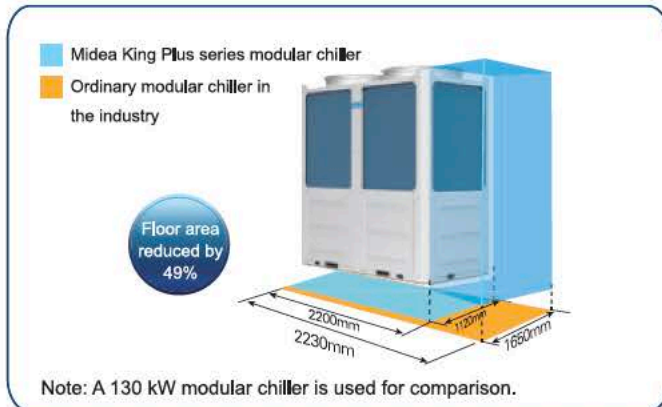 Midea King Plus series modular chiller
Ordinary modular chiller in
the industry
Floor area
reduced by
49%
2200mm
2230mm
1120mm
1650mm
Note: A 130 kW modular chiller is used for comparison.